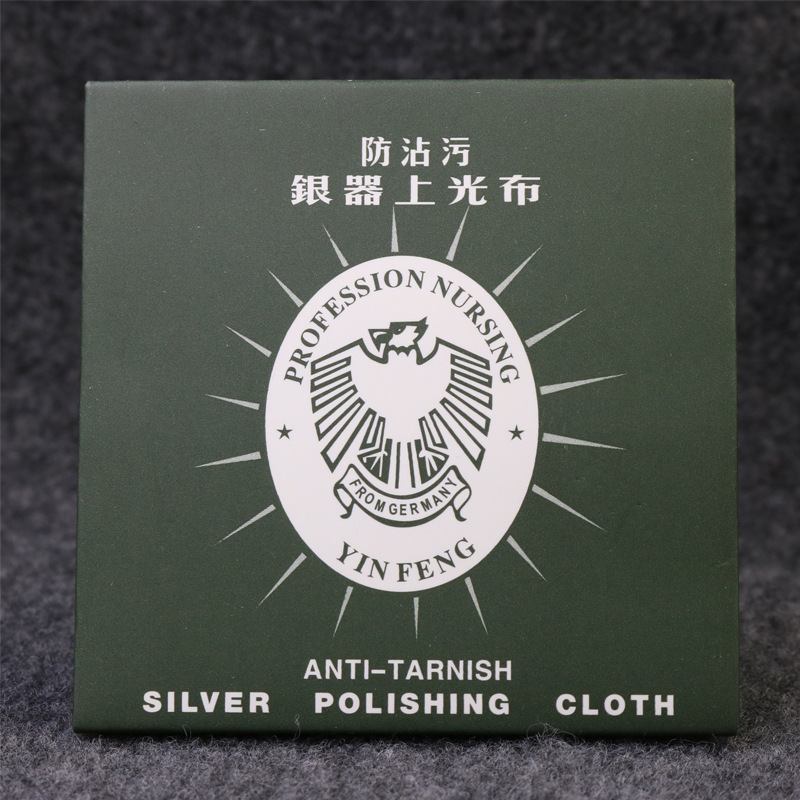 防沾污
銀器上光布
PROFESSION NURSING
FROM GERMANY
YIN FENG
ANTI-TARNISH
SILVER POLISHING CLOTH